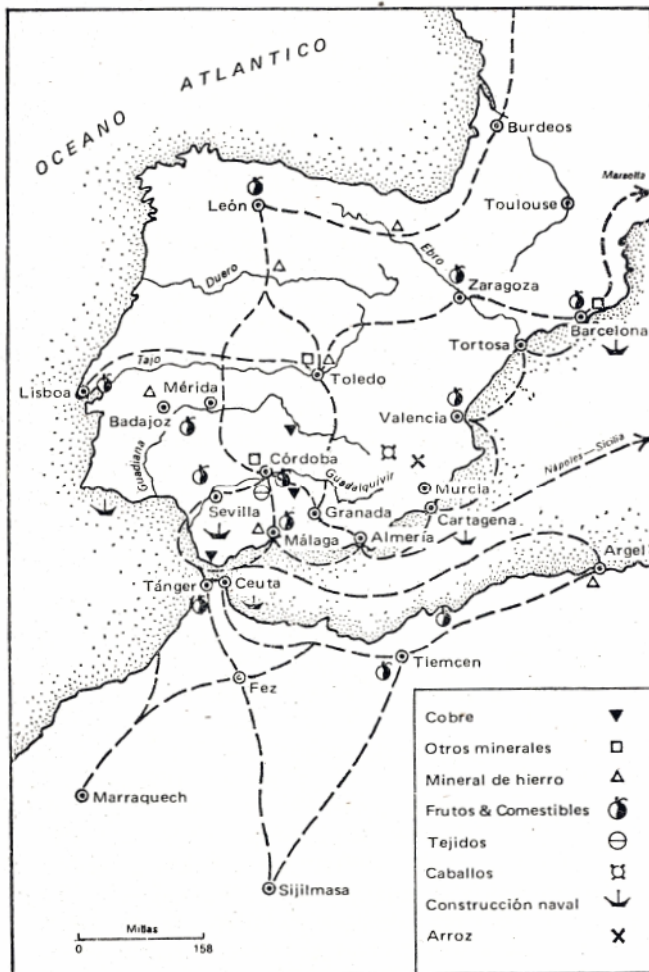 OCEANO ATLANTICO
Burdeos
León
Toulouse
Marsella
Ebro
Duero
Zaragoza
Barcelona
Tortosa
Tajo
Toledo
Lisboa
Mérida
Badajoz
Valencia
Guadiana
Córdoba
Guadalquivir
Nápoles—Sicilia
Sevilla
Granada
Murcia
Cartagena
Málaga
Almería
Argel
Tánger
Ceuta
Tiemcen
Fez
Marraquech
Sijilmasa
Cobre
Otros minerales
Mineral de hierro
Frutos & Comestibles
Tejidos
Caballos
Construcción naval
Arroz
Millas
0 158